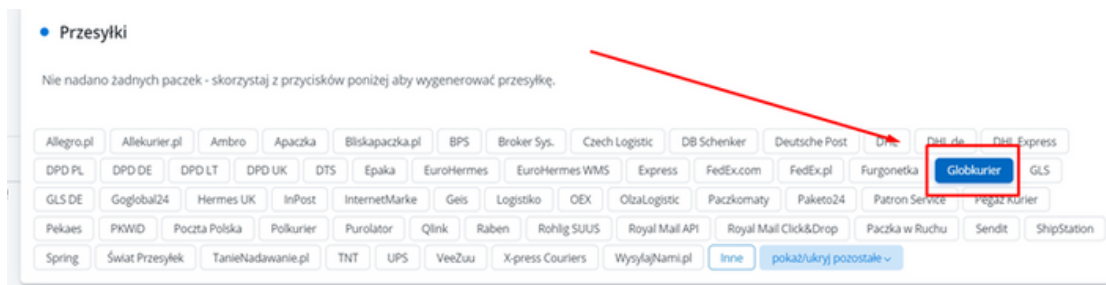 Przesyłki
Nie nadano żadnych paczek - skorzystaj z przycisków poniżej aby wygenerować przesyłkę.
Allegro.pl Allekurier.pl Ambro Apaczka Bliskapaczka.pl BPS Broker Sys. Czech Logistic DB Schenker Deutsche Post DHL DHL de DHL Express
DPD PL DPD DE DPD LT DPD UK DTS Epaka EuroHermes EuroHermes WMS Express FedEx.com FedEx.pl Furgonetka Globkurier GLS
GLS DE Goglobal24 Hermes UK InPost InternetMarke Geis Logistiko OEX OlzaLogistic Paczkomaty Paketo24 Patron Service Pegaz Kurier
Pekaes PKWID Poczta Polska Polkurier Purolator Qlink Raben Rohlig SUUS Royal Mail API Royal Mail Click&Drop Paczka w Ruchu Sendit ShipStation
Spring Świat Przesyłek TanieNadawanie.pl TNT UPS VeeZuu X-press Couriers WysylajNami.pl Inne pokaż/ukryj pozostałe